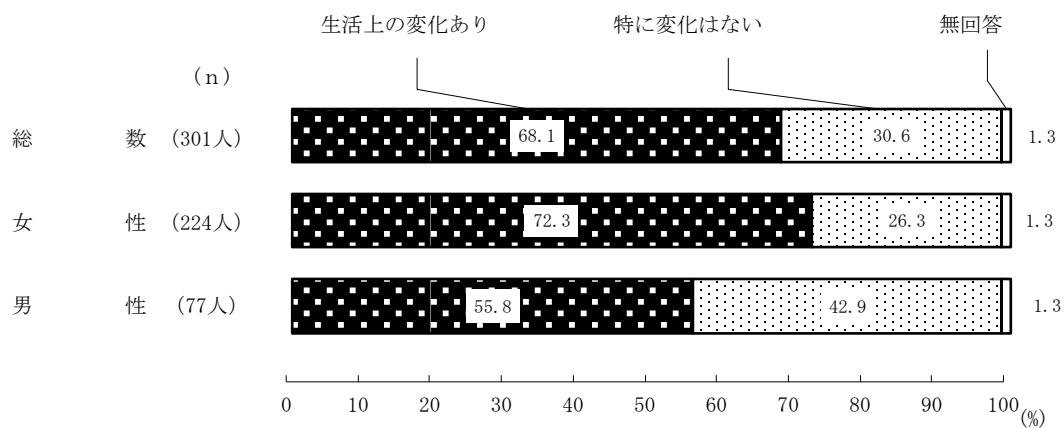 生活上の変化あり 特に変化はない 無回答
（ｎ）
総 数 (301人) 68.1 30.6 1.3
女 性 (224人) 72.3 26.3 1.3
男 性 (77人) 55.8 42.9 1.3
0 10 20 30 40 50 60 70 80 90 100 (%)